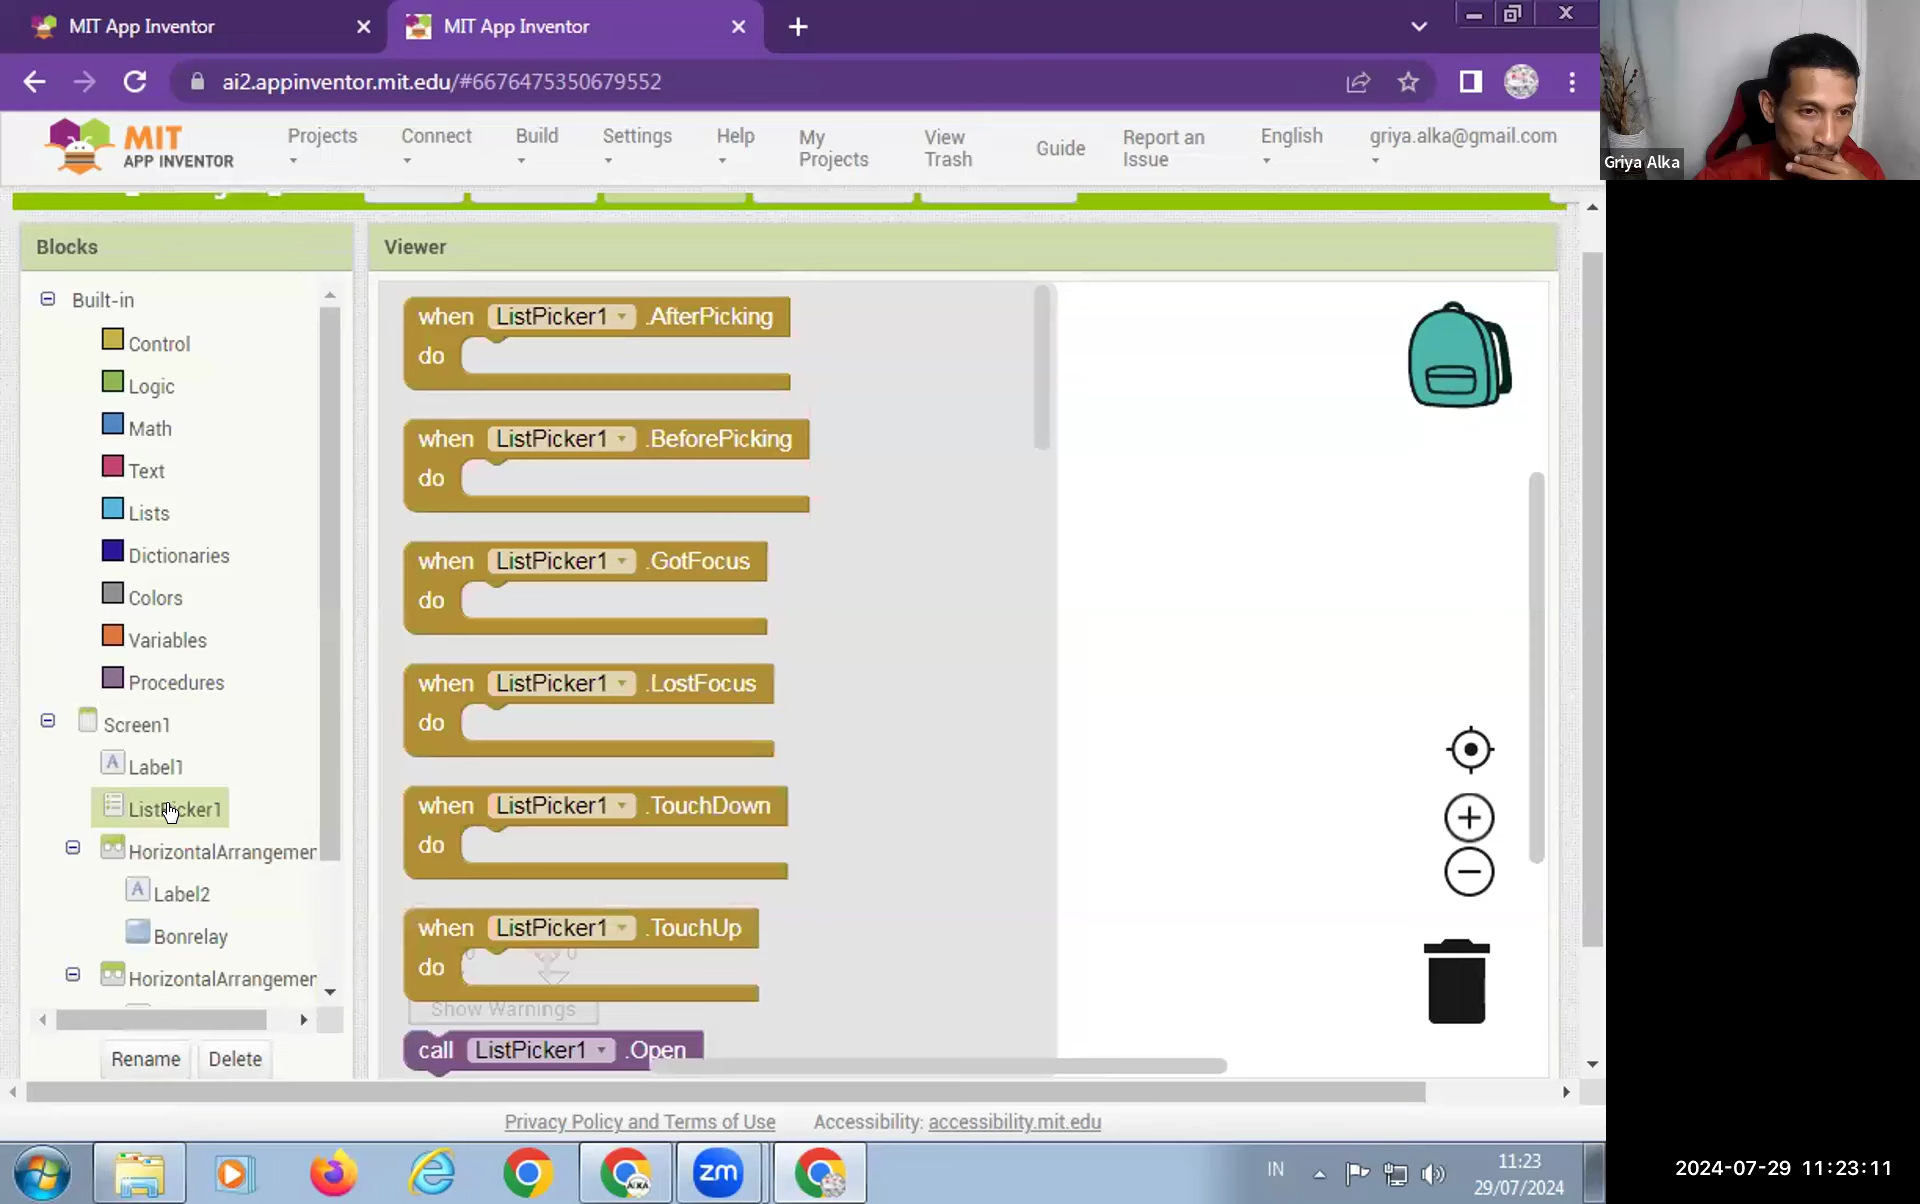 MIT App Inventor
MIT App Inventor
ai2.appinventor.mit.edu/#6676475350679552
MIT
APP INVENTOR
Projects
Connect
Build
Settings
Help
My
Projects
View
Trash
Guide
Report an
Issue
English
griya.alka@gmail.com
Griya Alka
Blocks
Viewer
Built-in
Control
Logic
Math
Text
Lists
Dictionaries
Colors
Variables
Procedures
Screen1
Label1
ListPicker1
HorizontalArrangemen
Label2
Bonrelay
HorizontalArrangemen
Rename
Delete
when ListPicker1 .AfterPicking
do
when ListPicker1 .BeforePicking
do
when ListPicker1 .GotFocus
do
when ListPicker1 .LostFocus
do
when ListPicker1 .TouchDown
do
when ListPicker1 .TouchUp
do
0 0
Show Warnings
call ListPicker1 .Open
Privacy Policy and Terms of Use
Accessibility: accessibility.mit.edu
zm
IN
11:23
29/07/2024
2024-07-29 11:23:11